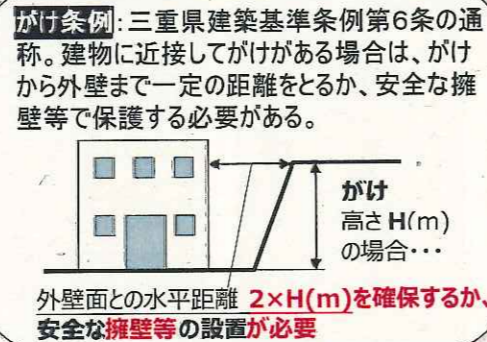 がけ条例:三重県建築基準条例第6条の通
称。建物に近接してがけがある場合は、がけ
から外壁まで一定の距離をとるか、安全な擁
壁等で保護する必要がある。
がけ
高さH(m)
の場合･･･
外壁面との水平距離 2×H(m)を確保するか、
安全な擁壁等の設置が必要